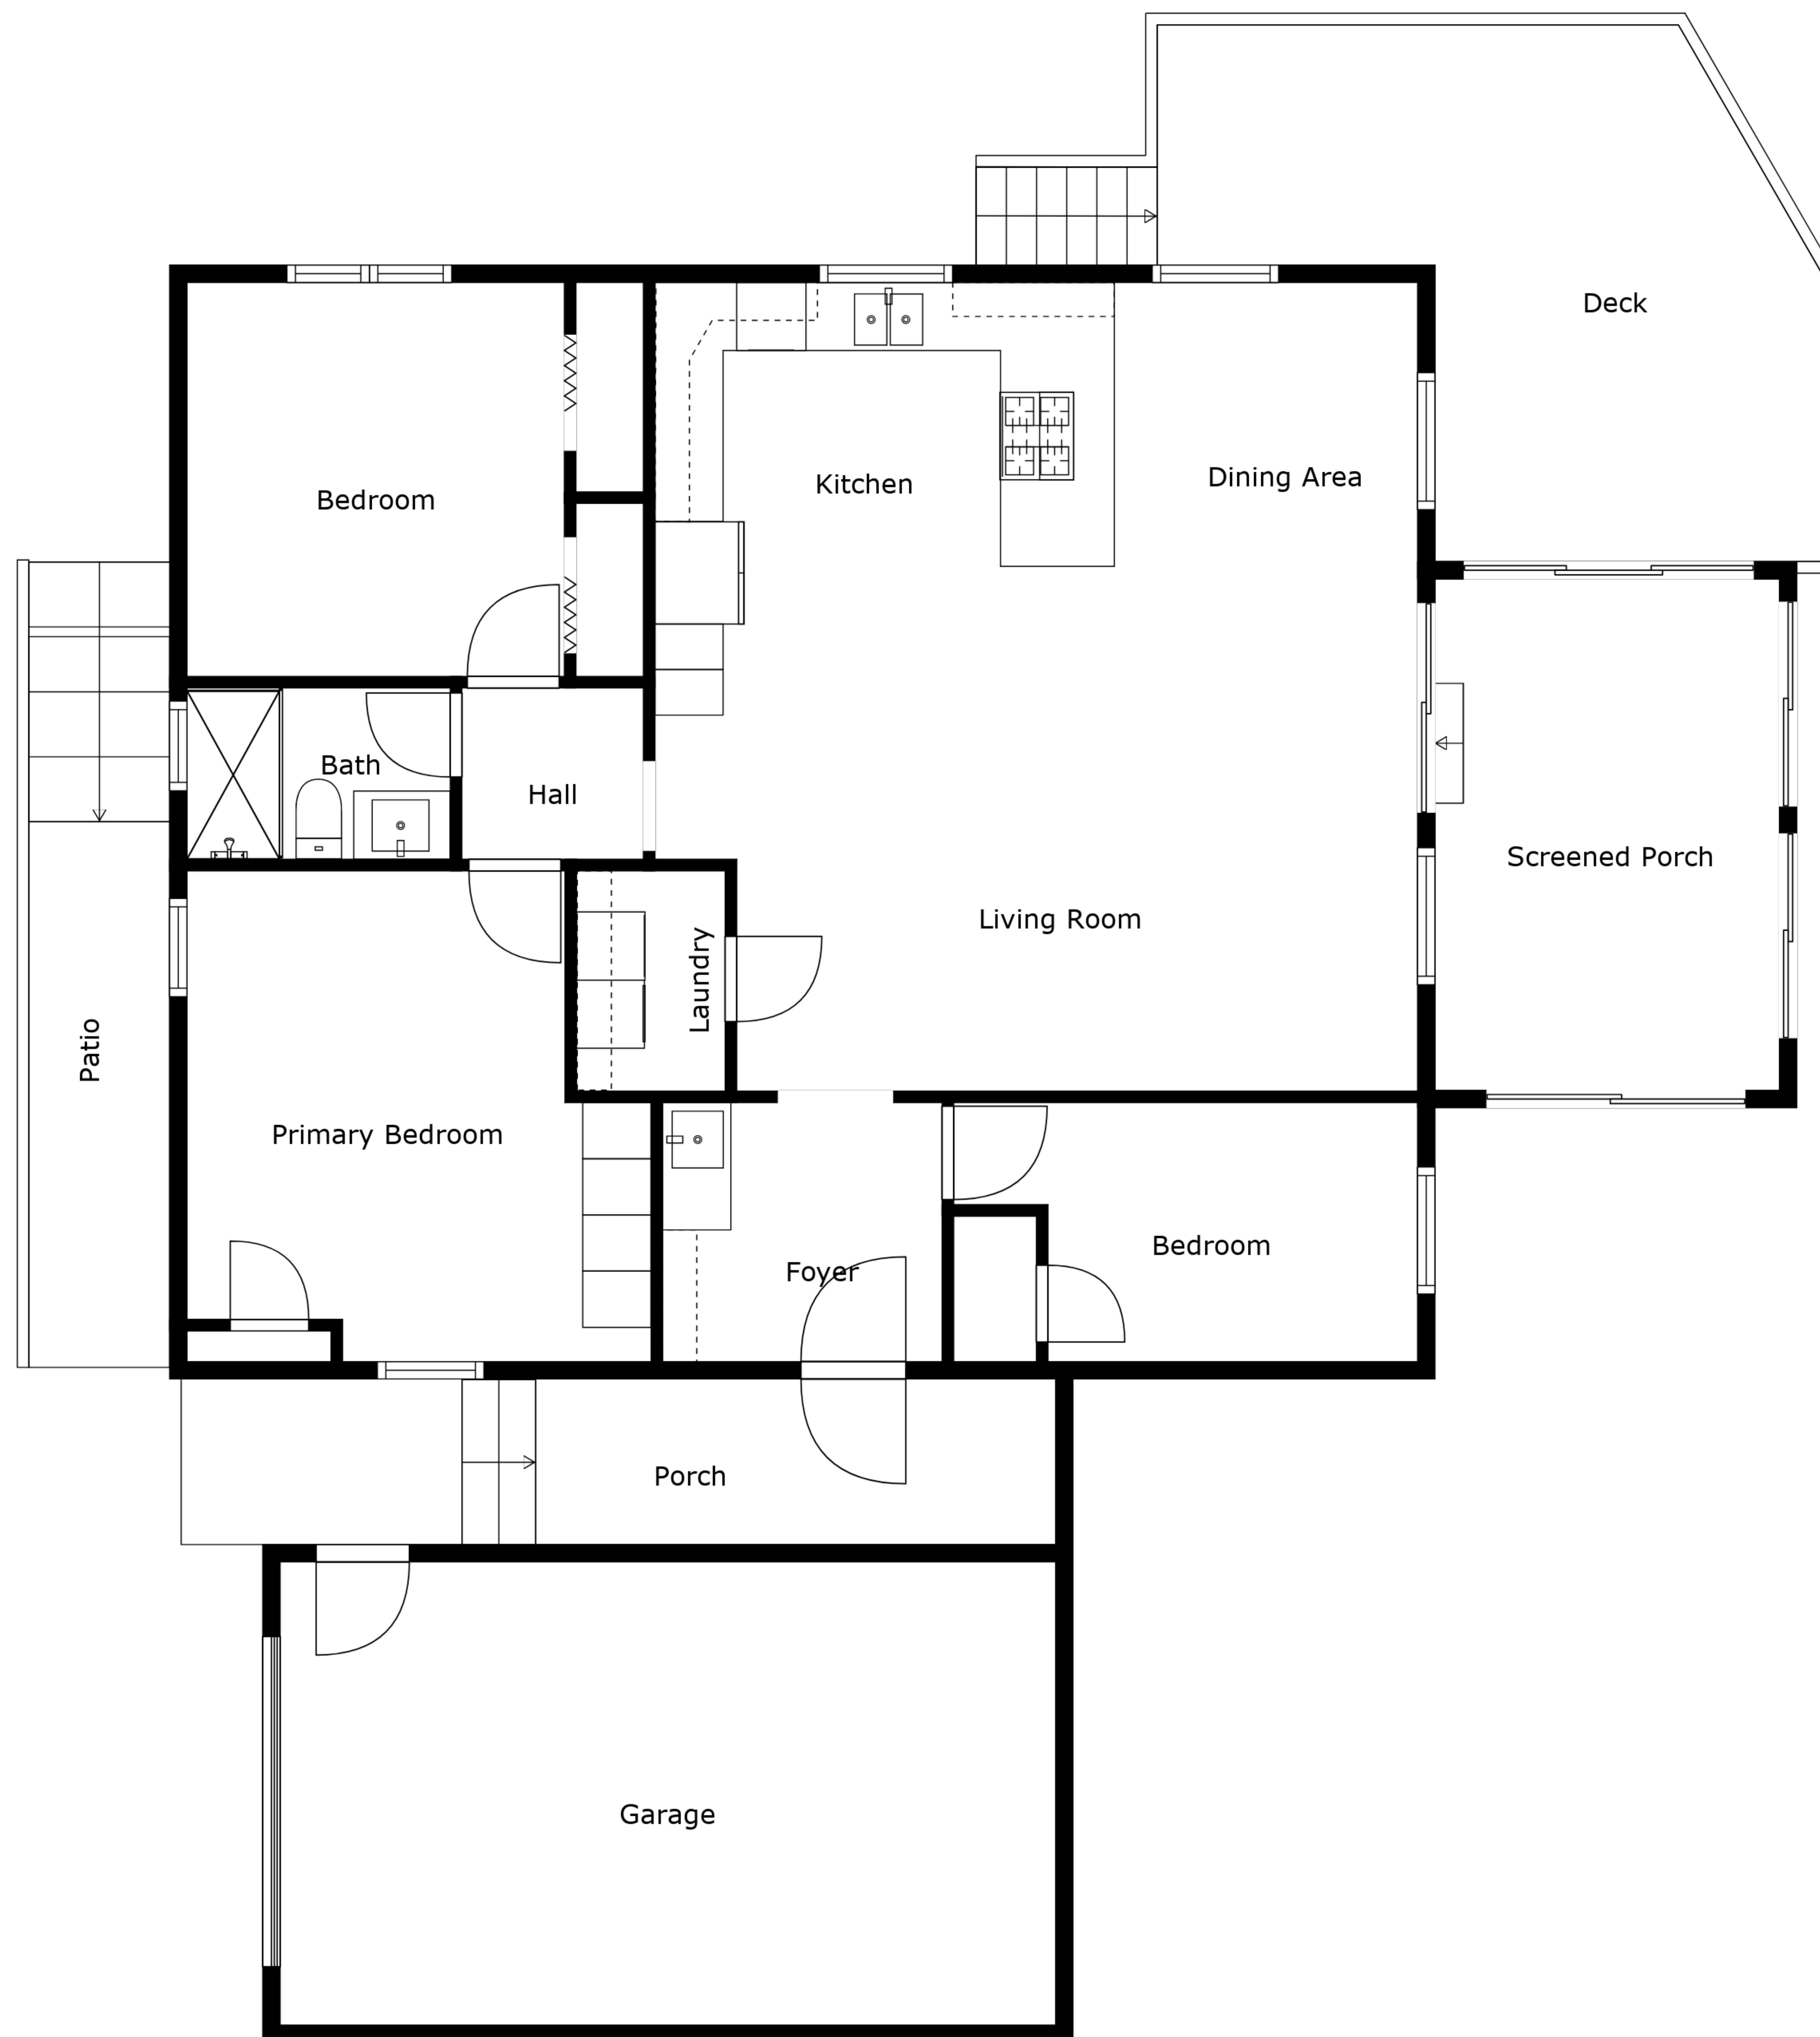 Deck
Dining Area
Kitchen
Bedroom
Bath
Hall
Screened Porch
Living Room
Laundry
Patio
Primary Bedroom
Bedroom
Foyer
Porch
Garage